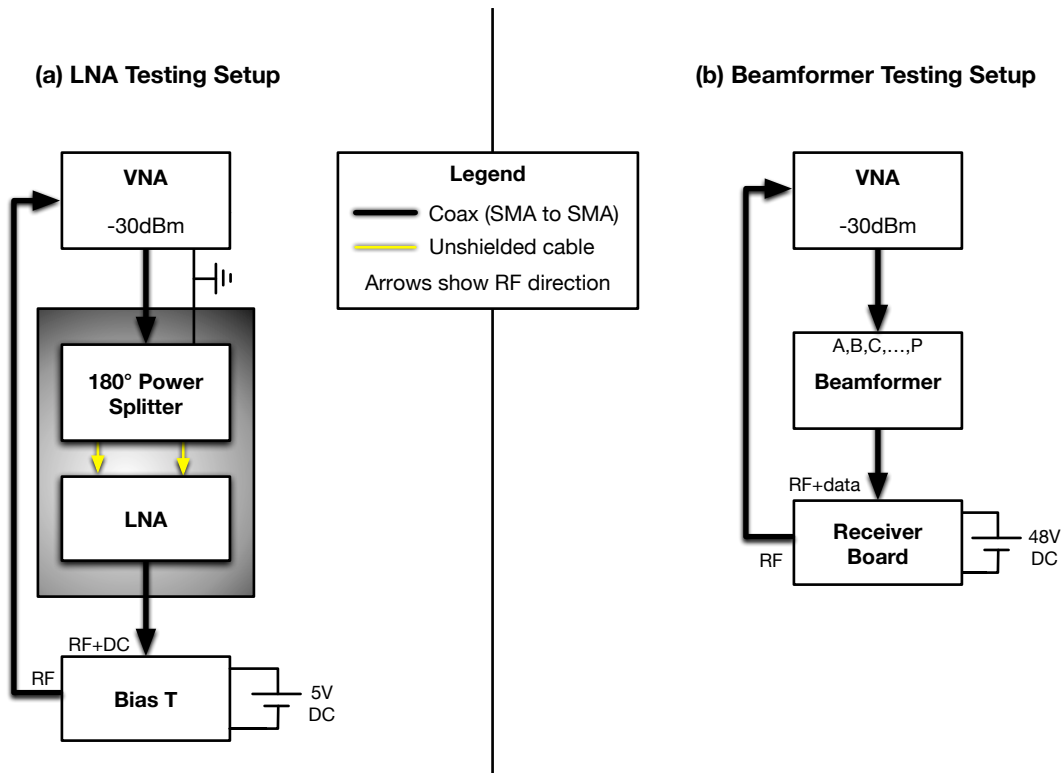 (a) LNA Testing Setup
VNA
-30dBm
180° Power
Splitter
LNA
RF+DC
RF
Bias T
5V
DC
Legend
Coax (SMA to SMA)
Unshielded cable
Arrows show RF direction
(b) Beamformer Testing Setup
VNA
-30dBm
A,B,C,...,P
Beamformer
RF+data
RF
Receiver
Board
48V
DC